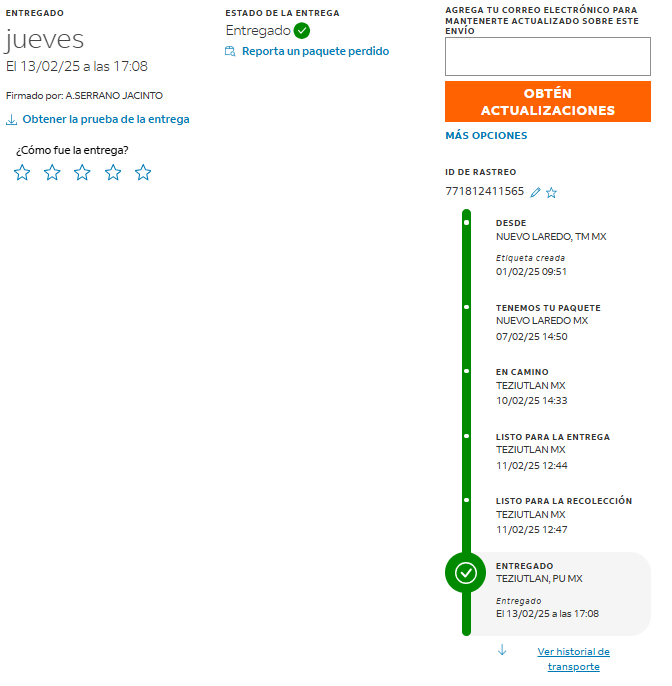 ENTREGADO
jueves
El 13/02/25 a las 17:08
Firmado por: A.SERRANO JACINTO
Obtener la prueba de la entrega
¿Cómo fue la entrega?
ESTADO DE LA ENTREGA
Entregado
Reporta un paquete perdido
AGREGA TU CORREO ELECTRÓNICO PARA
MANTENERTE ACTUALIZADO SOBRE ESTE
ENVÍO
OBTÉN
ACTUALIZACIONES
MÁS OPCIONES
ID DE RASTREO
771812411565
DESDE
NUEVO LAREDO, TM MX
Etiqueta creada
01/02/25 09:51
TENEMOS TU PAQUETE
NUEVO LAREDO MX
07/02/25 14:50
EN CAMINO
TEZIUTLAN MX
10/02/25 14:33
LISTO PARA LA ENTREGA
TEZIUTLAN MX
11/02/25 12:44
LISTO PARA LA RECOLECCIÓN
TEZIUTLAN MX
11/02/25 12:47
ENTREGADO
TEZIUTLAN, PU MX
Entregado
El 13/02/25 a las 17:08
Ver historial de
transporte